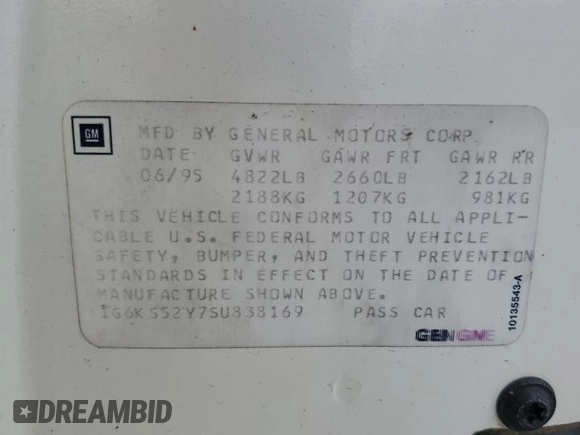 GM
MFD BY GENERAL MOTORS CORP.
DATE GVWR GAWR FRT GAWR RR
06/95 4822LB 2660LB 2162LB
2188KG 1207KG 981KG
THIS VEHICLE CONFORMS TO ALL APPLI-
CABLE U.S. FEDERAL MOTOR VEHICLE
SAFETY, BUMPER, AND THEFT PREVENTION
STANDARDS IN EFFECT ON THE DATE OF
MANUFACTURE SHOWN ABOVE.
1G6KS52Y7SU838169 PASS CAR
10135543-A
DREAMBID